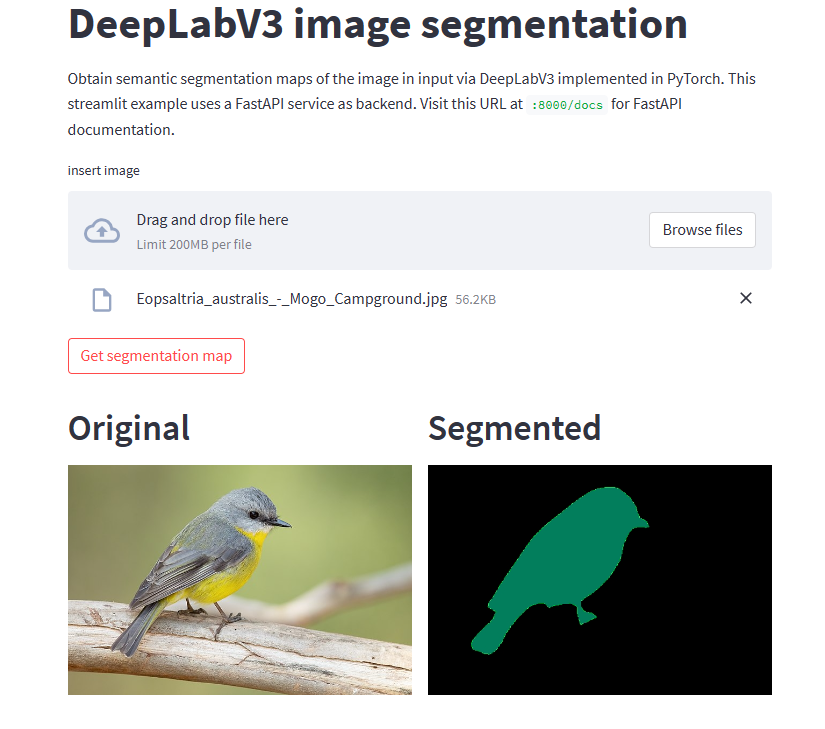 DeepLabV3 image segmentation
Obtain semantic segmentation maps of the image in input via DeepLabV3 implemented in PyTorch. This
streamlit example uses a FastAPI service as backend. Visit this URL at :8000/docs for FastAPI
documentation.
insert image
Drag and drop file here
Limit 200MB per file
Browse files
Eopsaltria_australis_-_Mogo_Campground.jpg 56.2KB
Get segmentation map
Original
Segmented